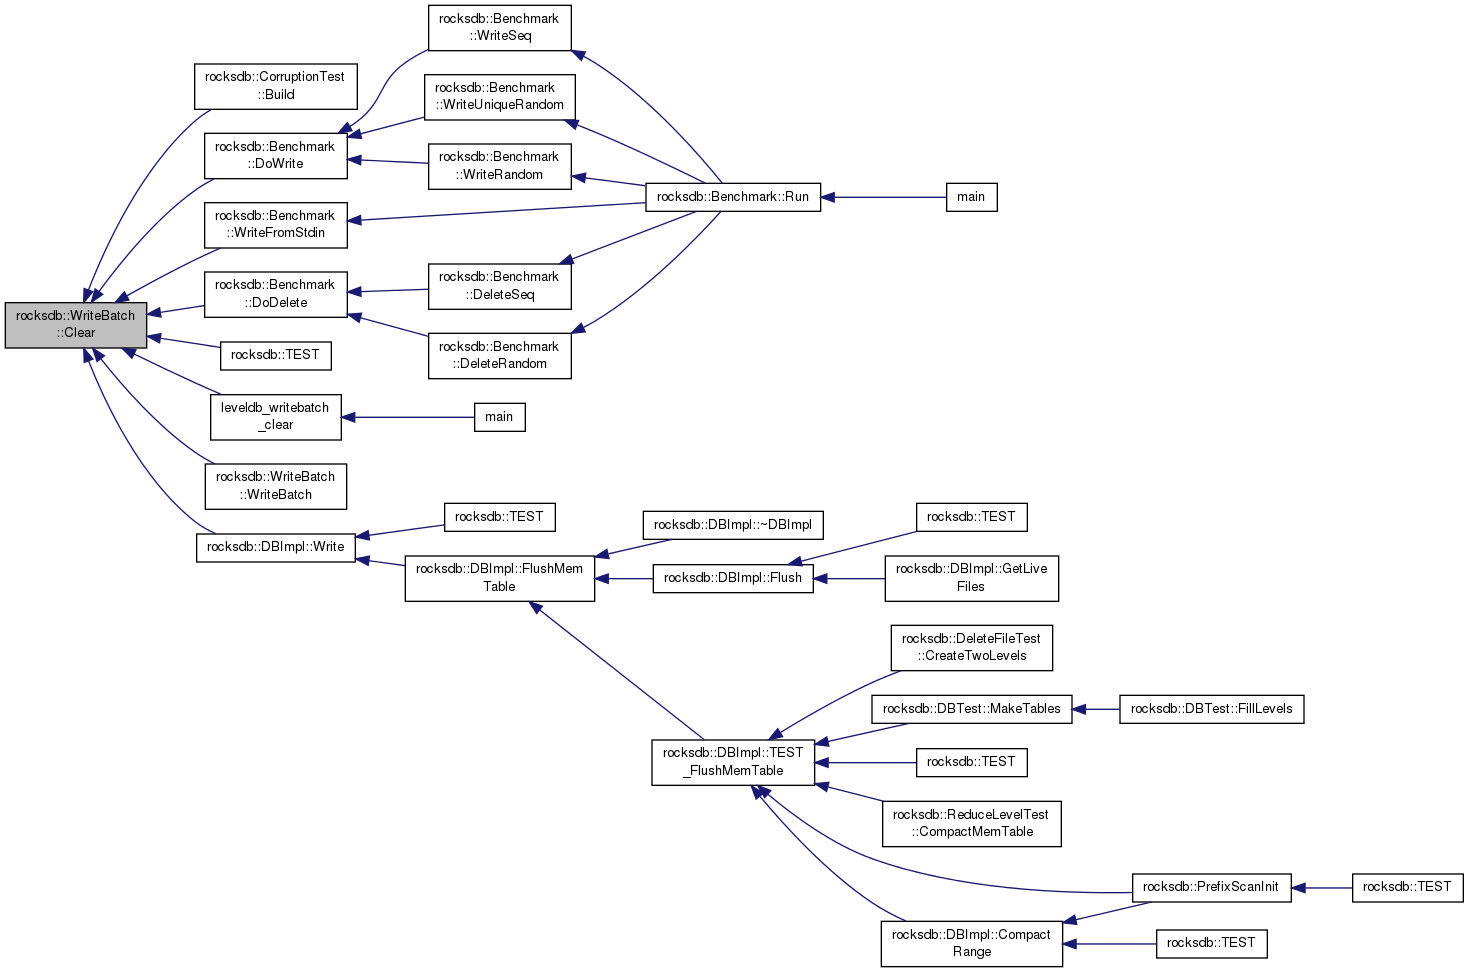 rocksdb::Benchmark
::WriteSeq
rocksdb::CorruptionTest
::Build
rocksdb::Benchmark
::WriteUniqueRandom
rocksdb::Benchmark
::DoWrite
rocksdb::Benchmark
::WriteRandom
rocksdb::Benchmark::Run
main
rocksdb::Benchmark
::WriteFromStdin
rocksdb::Benchmark
::DoDelete
rocksdb::Benchmark
::DeleteSeq
rocksdb::WriteBatch
::Clear
rocksdb::TEST
rocksdb::Benchmark
::DeleteRandom
leveldb_writebatch
_clear
main
rocksdb::WriteBatch
::WriteBatch
rocksdb::DBImpl::Write
rocksdb::TEST
rocksdb::DBImpl::FlushMem
Table
rocksdb::DBImpl::~DBImpl
rocksdb::DBImpl::Flush
rocksdb::TEST
rocksdb::DBImpl::GetLive
Files
rocksdb::DeleteFileTest
::CreateTwoLevels
rocksdb::DBTest::MakeTables
rocksdb::DBTest::FillLevels
rocksdb::DBImpl::TEST
_FlushMemTable
rocksdb::TEST
rocksdb::ReduceLevelTest
::CompactMemTable
rocksdb::PrefixScanInit
rocksdb::TEST
rocksdb::DBImpl::Compact
Range
rocksdb::TEST